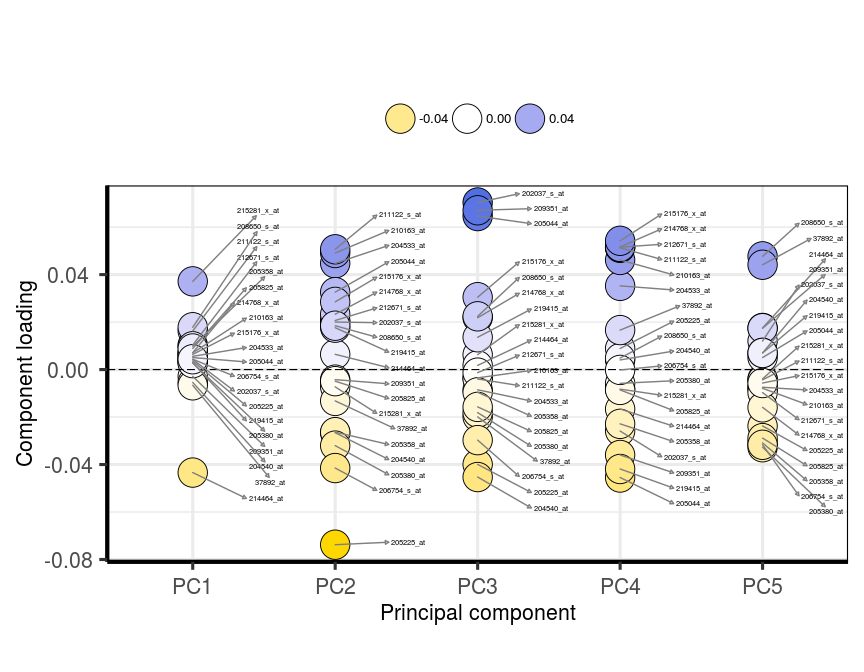 -0.04 0.00 0.04
Component loading
0.04
0.00
-0.04
-0.08
215281_x_at
208650_s_at
211122_s_at
212671_s_at
205358_at
205825_at
214768_x_at
210163_at
215176_x_at
204533_at
205044_at
206754_s_at
202037_s_at
205225_at
219415_at
205380_at
209351_at
204540_at
37892_at
214464_at
211122_s_at
210163_at
204533_at
205044_at
215176_x_at
214768_x_at
212671_s_at
202037_s_at
208650_s_at
219415_at
214464_at
209351_at
205825_at
215281_x_at
37892_at
205358_at
204540_at
205380_at
206754_s_at
205225_at
202037_s_at
209351_at
205044_at
215176_x_at
208650_s_at
214768_x_at
219415_at
215281_x_at
214464_at
212671_s_at
210163_at
211122_s_at
204533_at
205358_at
205825_at
205380_at
37892_at
206754_s_at
205225_at
204540_at
215176_x_at
214768_x_at
212671_s_at
211122_s_at
210163_at
204533_at
37892_at
205225_at
208650_s_at
204540_at
206754_s_at
205380_at
215281_x_at
205825_at
214464_at
205358_at
202037_s_at
209351_at
219415_at
205044_at
208650_s_at
37892_at
214464_at
209351_at
202037_s_at
204540_at
219415_at
205044_at
215281_x_at
211122_s_at
215176_x_at
204533_at
210163_at
212671_s_at
214768_x_at
205225_at
205825_at
205358_at
206754_s_at
205380_at
PC1 PC2 PC3 PC4 PC5
Principal component